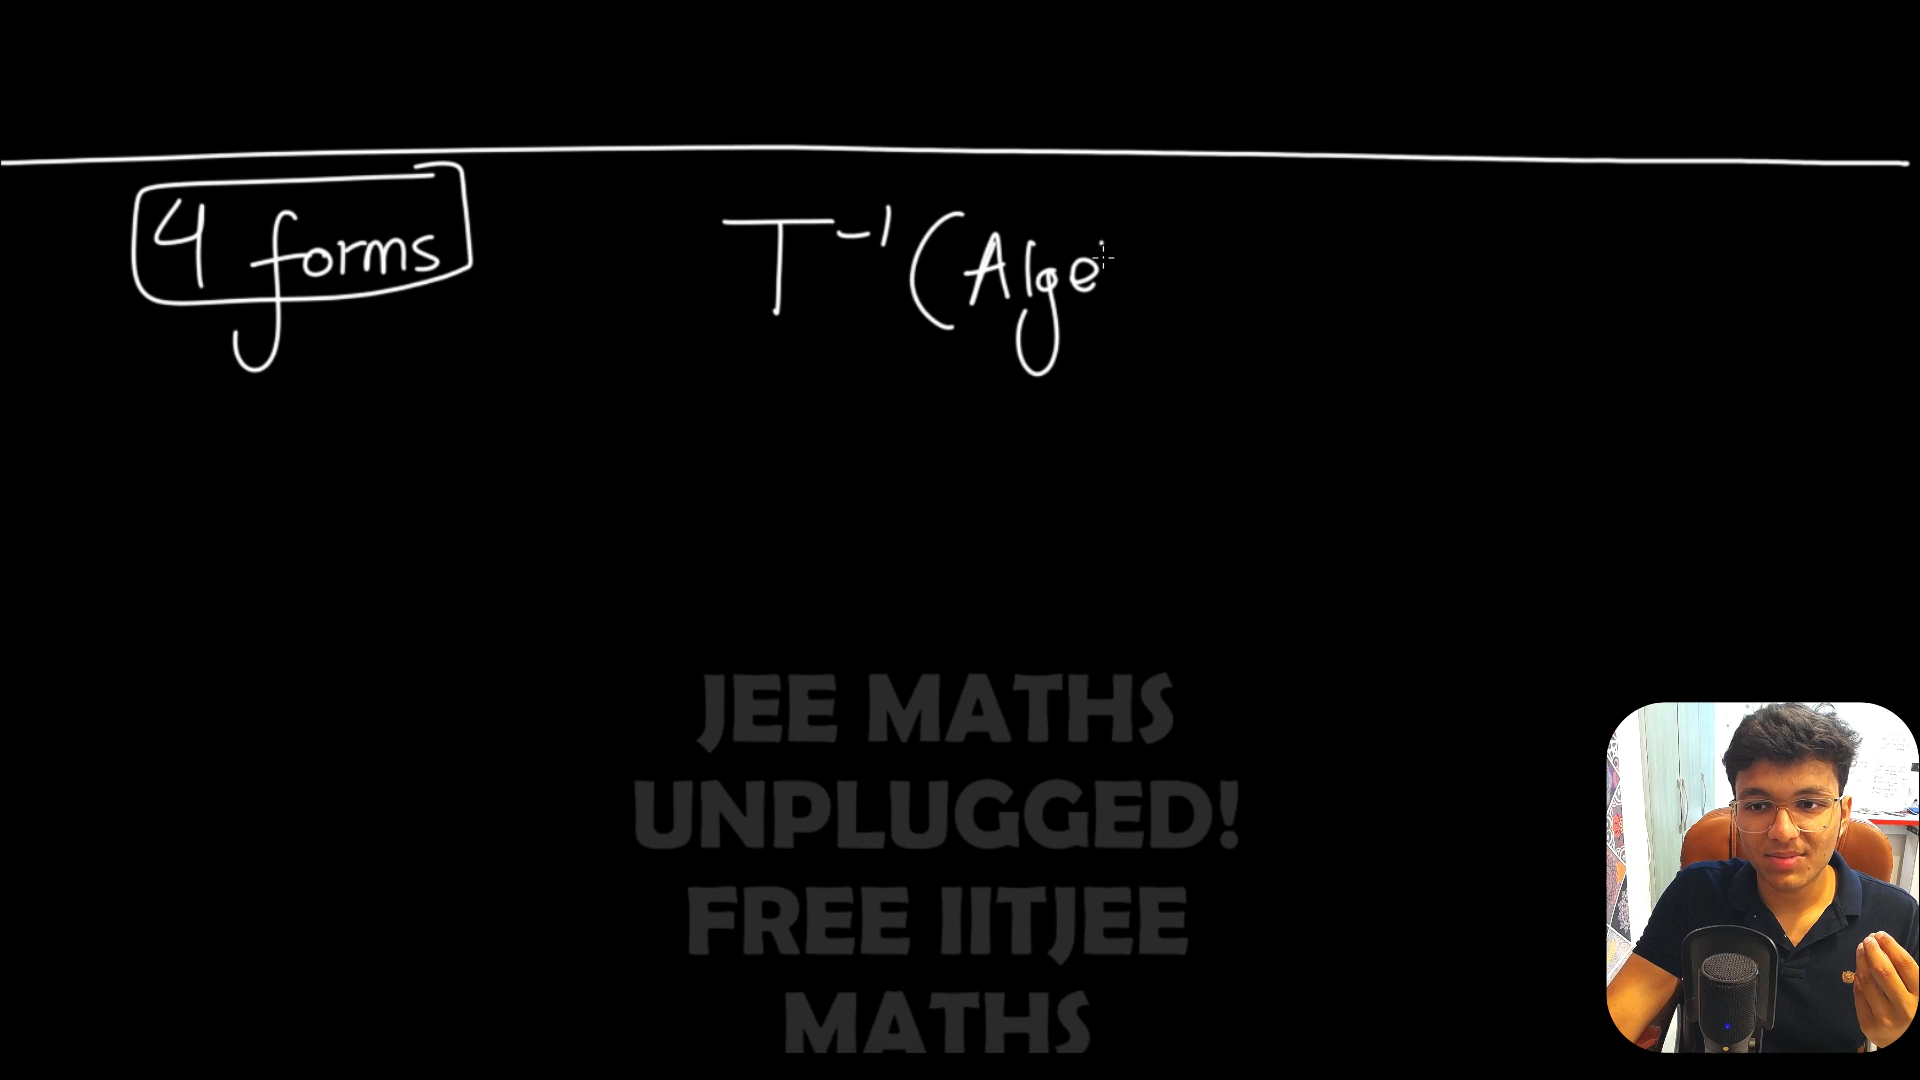 4 forms T⁻¹(Alge
JEE MATHS
UNPLUGGED!
FREE IITJEE
MATHS